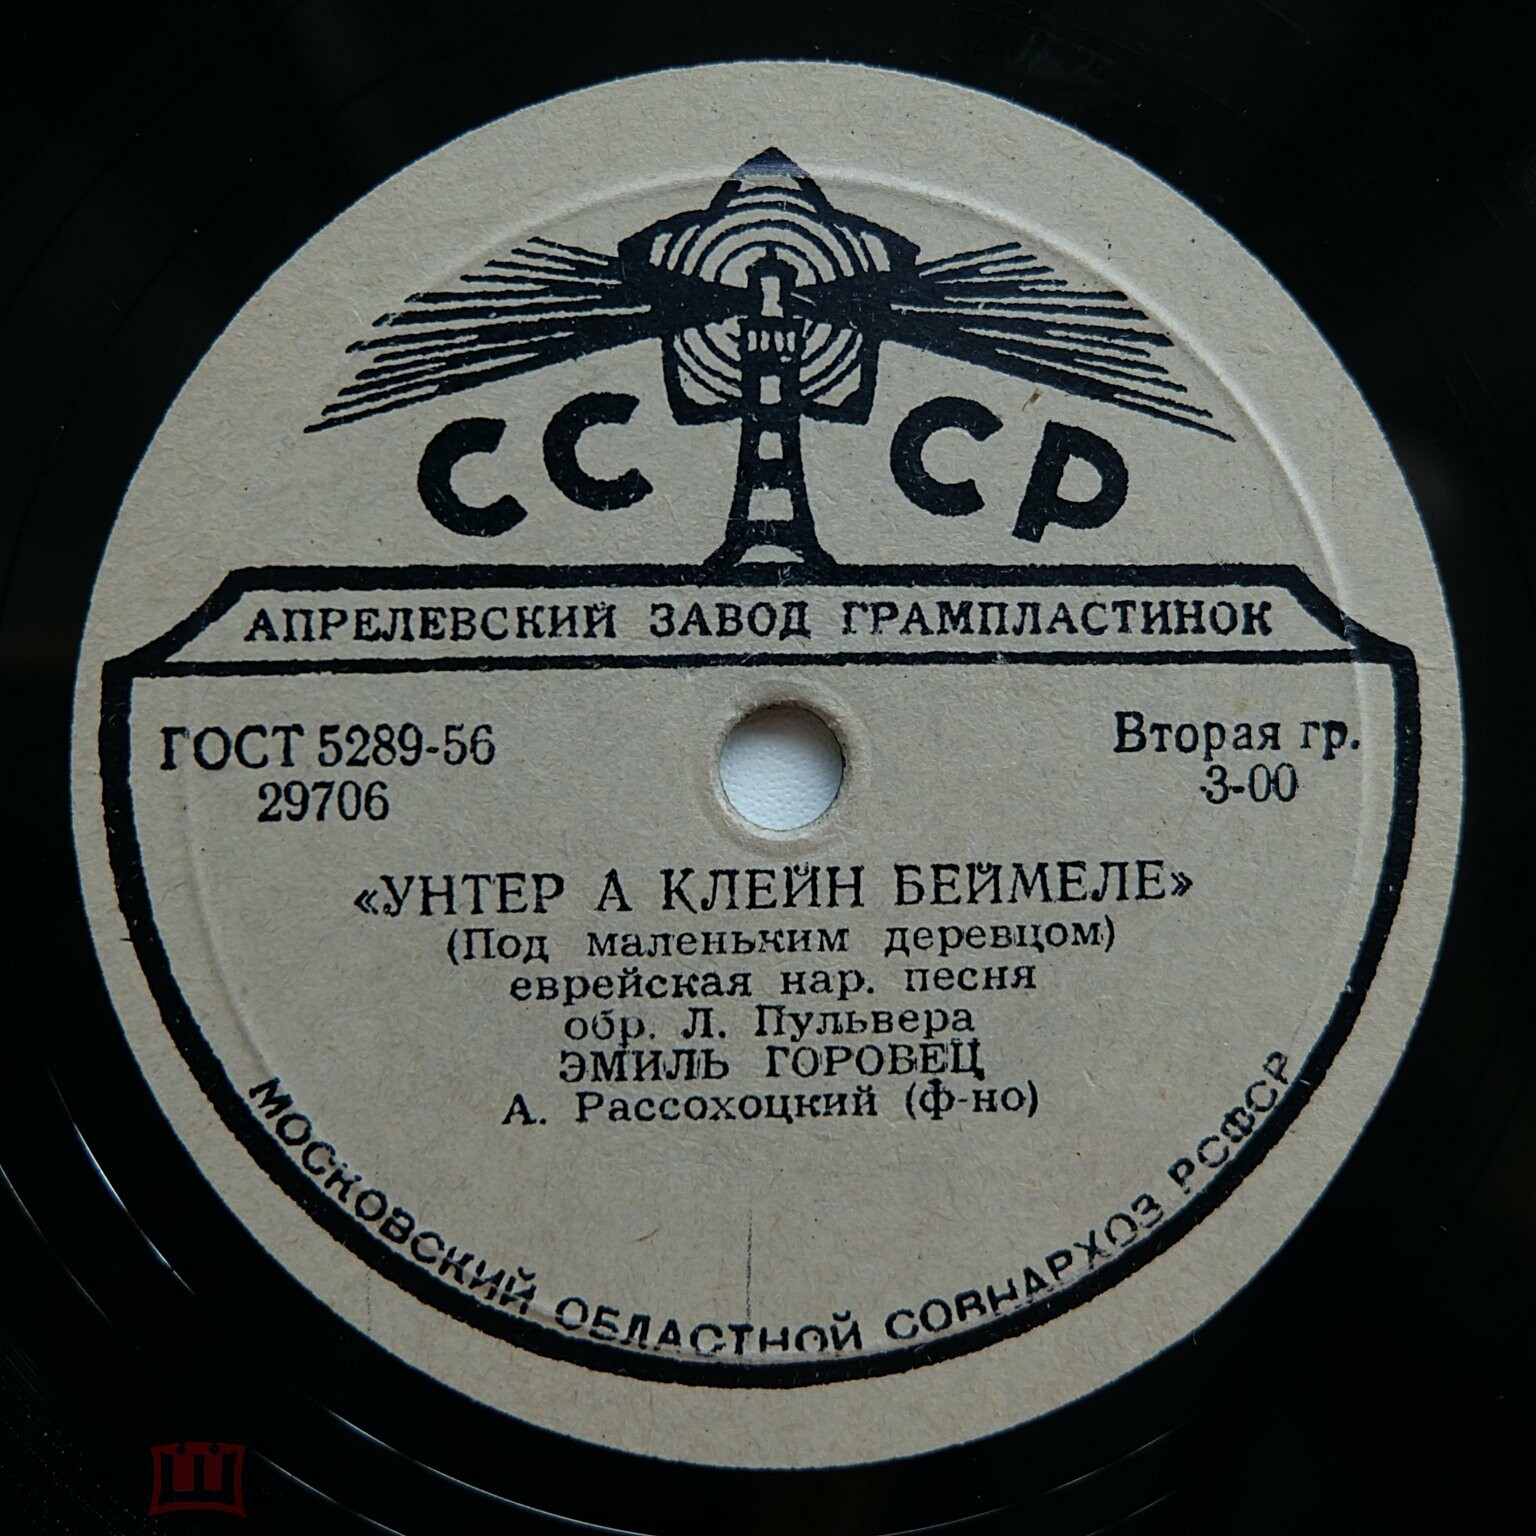 СССР
АПРЕЛЕВСКИЙ ЗАВОД ГРАМПЛАСТИНОК
ГОСТ 5289-56
29706
Вторая гр.
3-00
«УНТЕР А КЛЕЙН БЕЙМЕЛЕ»
(Под маленьким деревцом)
еврейская нар. песня
обр. Л. Пульвера
ЭМИЛЬ ГОРОВЕЦ
А. Рассохоцкий (ф-но)
МОСКОВСКИЙ ОБЛАСТНОЙ СОВНАРХОЗ РСФСР